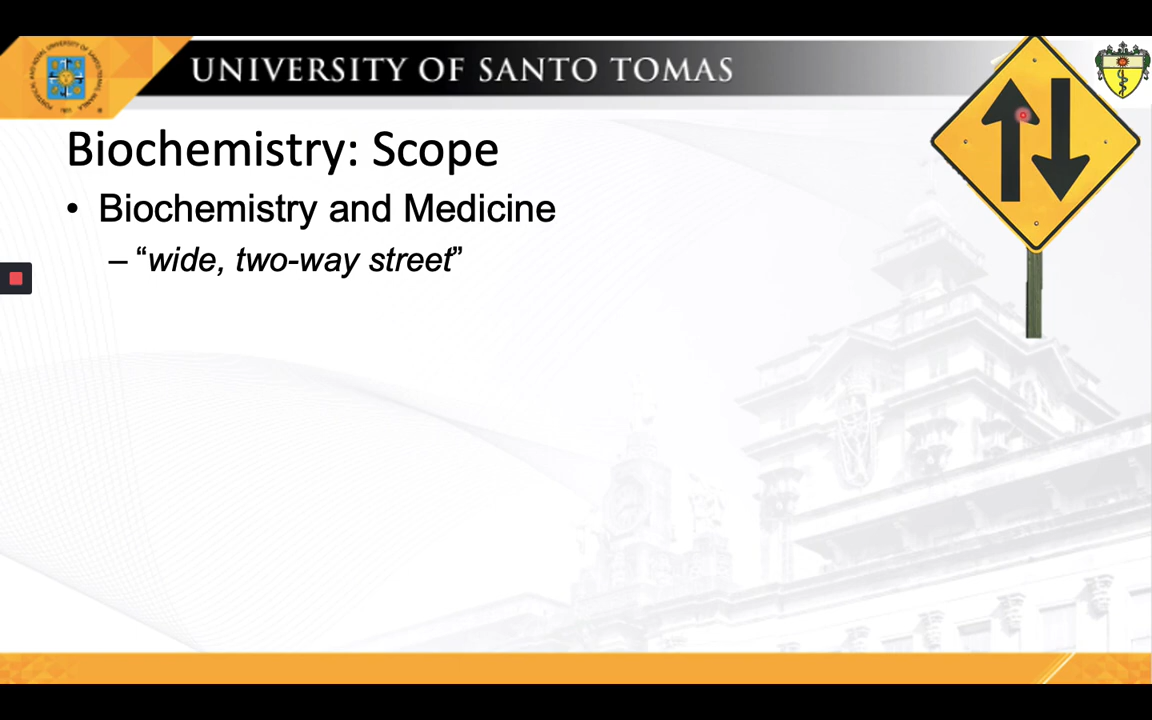 UNIVERSITY OF SANTO TOMAS
Biochemistry: Scope
• Biochemistry and Medicine
– “wide, two-way street”